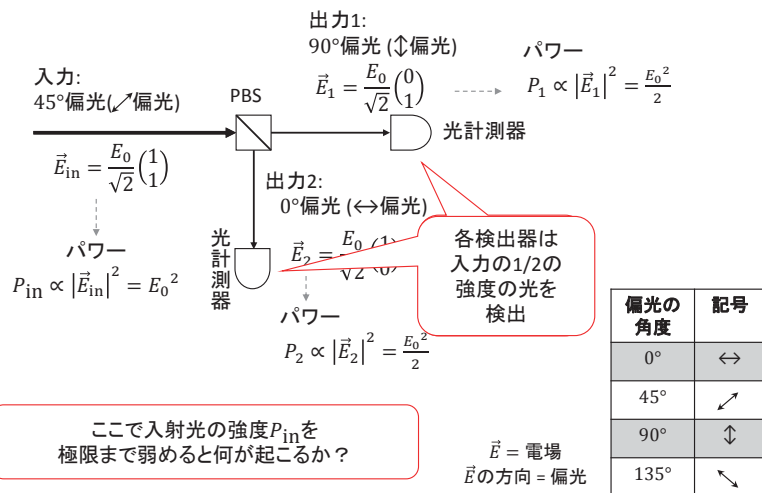 出力1:
90°偏光 (↕偏光)
パワー
入力:
45°偏光(⤢偏光)
PBS
E⃗₁ = E₀/√2 (0 1)
P₁ ∝ |E⃗₁|² = E₀²/2
光計測器
E⃗in = E₀/√2 (1 1)
出力2:
0°偏光 (↔偏光)
光計測器
E⃗₂ = E₀/√2 (1 0)
各検出器は
入力の1/2の
強度の光を
検出
パワー
Pin ∝ |E⃗in|² = E₀²
パワー
P₂ ∝ |E⃗₂|² = E₀²/2
偏光の角度 記号
0° ↔
45° ⤢
90° ↕
135° ⤡
ここで入射光の強度Pinを
極限まで弱めると何が起こるか？
E⃗ = 電場
E⃗の方向 = 偏光